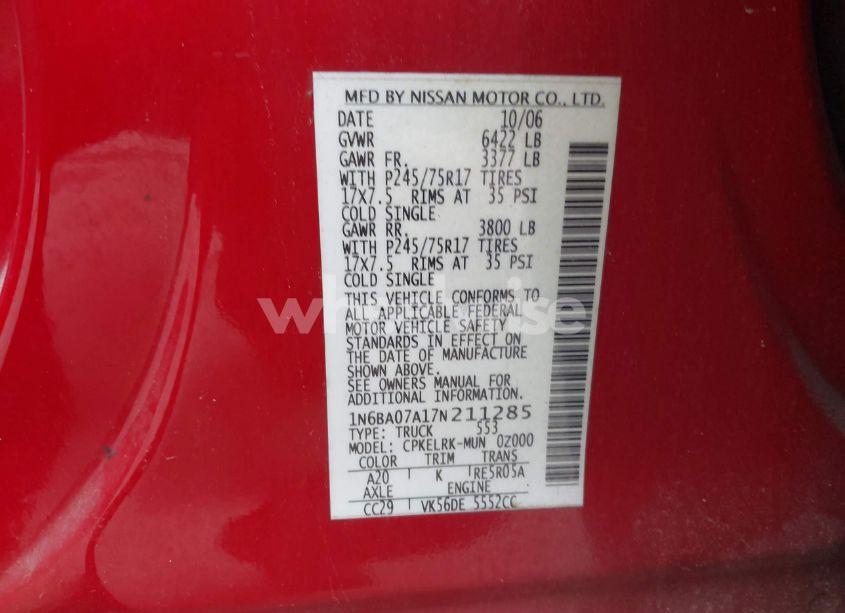 MFD BY NISSAN MOTOR CO., LTD.
DATE 10/06
GVWR 6422 LB
GAWR FR. 3377 LB
WITH P245/75R17 TIRES
17X7.5 RIMS AT 35 PSI
COLD SINGLE
GAWR RR. 3800 LB
WITH P245/75R17 TIRES
17X7.5 RIMS AT 35 PSI
COLD SINGLE
THIS VEHICLE CONFORMS TO
ALL APPLICABLE FEDERAL
MOTOR VEHICLE SAFETY
STANDARDS IN EFFECT ON
THE DATE OF MANUFACTURE
SHOWN ABOVE.
SEE OWNERS MANUAL FOR
ADDITIONAL INFORMATION.
1N6BA07A17N211285
TYPE: TRUCK 553
MODEL: CPKELRK-MUN 0Z000
COLOR TRIM TRANS
A20 K RE5R05A
AXLE ENGINE
CC29 VK56DE 5552CC